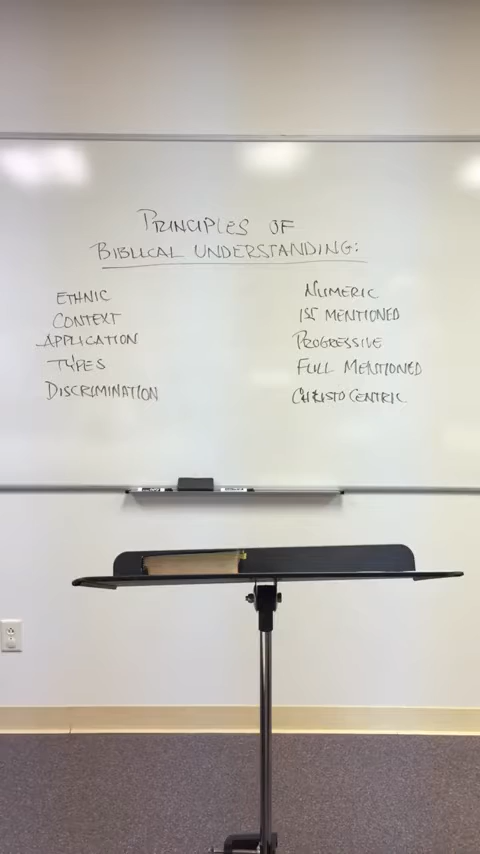 PRINCIPLES OF
BIBLICAL UNDERSTANDING:
ETHNIC
CONTEXT
APPLICATION
TYPES
DISCRIMINATION
NUMERIC
1ST MENTIONED
PROGRESSIVE
FULL MENTIONED
CHRISTO CENTRIC